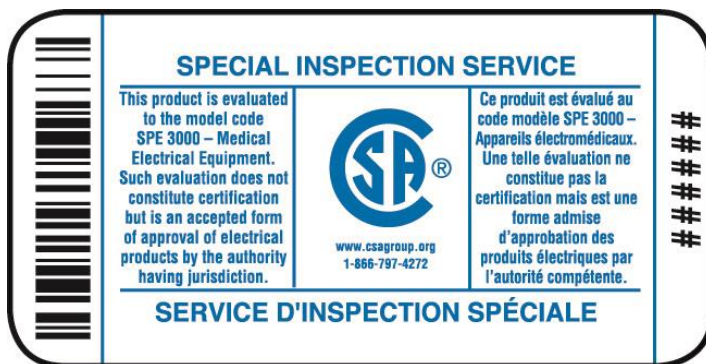 SPECIAL INSPECTION SERVICE
This product is evaluated
to the model code
SPE 3000 – Medical
Electrical Equipment.
Such evaluation does not
constitute certification
but is an accepted form
of approval of electrical
products by the authority
having jurisdiction.
CSA ®
www.csagroup.org
1-866-797-4272
Ce produit est évalué au
code modèle SPE 3000 –
Appareils électromédicaux.
Une telle évaluation ne
constitue pas la
certification mais est une
forme admise
d'approbation des
produits électriques par
l'autorité compétente.
SERVICE D'INSPECTION SPÉCIALE
######